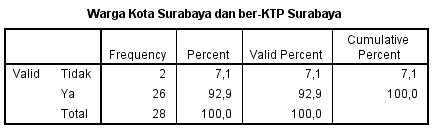 Warga Kota Surabaya dan ber-KTP Surabaya
Frequency Percent Valid Percent Cumulative Percent
Valid Tidak 2 7,1 7,1 7,1
Ya 26 92,9 92,9 100,0
Total 28 100,0 100,0